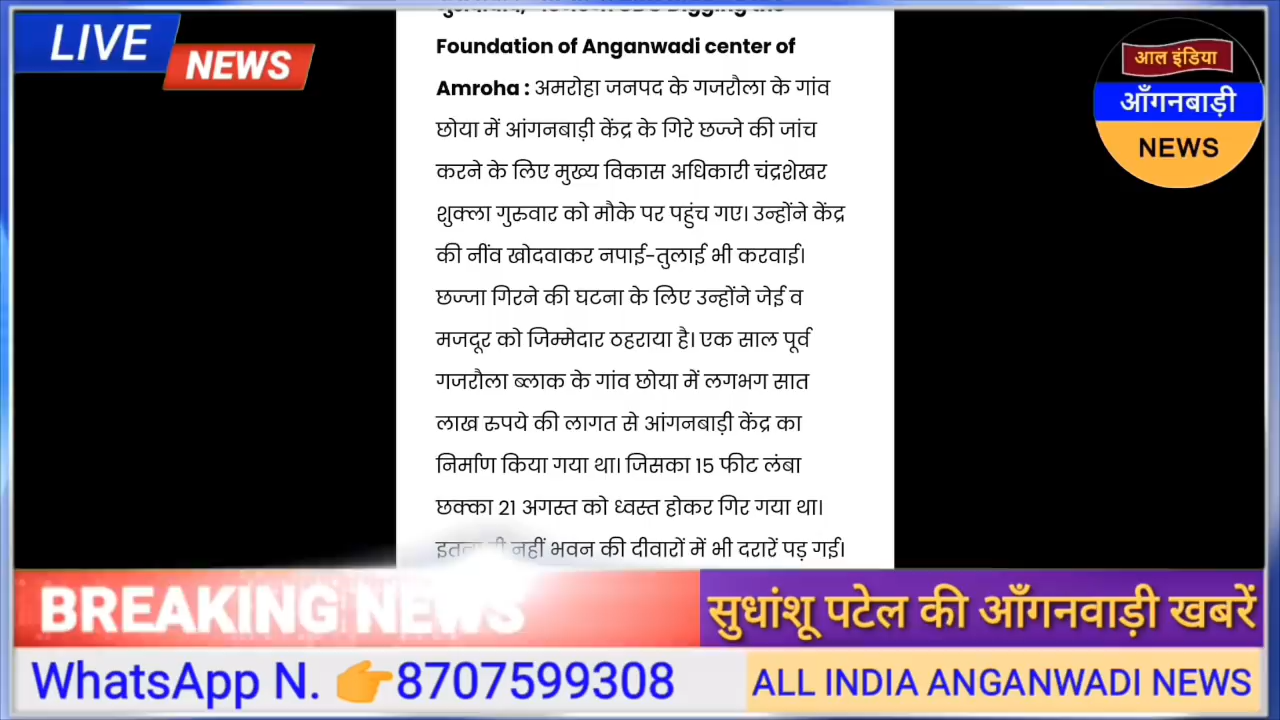 LIVE
NEWS
आल इंडिया
आँगनबाड़ी
NEWS
Foundation of Anganwadi center of
Amroha : अमरोहा जनपद के गजरौला के गांव
छोया में आंगनबाड़ी केंद्र के गिरे छज्जे की जांच
करने के लिए मुख्य विकास अधिकारी चंद्रशेखर
शुक्ला गुरुवार को मौके पर पहुंच गए। उन्होंने केंद्र
की नींव खोदवाकर नपाई-तुलाई भी करवाई।
छज्जा गिरने की घटना के लिए उन्होंने जेई व
मजदूर को जिम्मेदार ठहराया है। एक साल पूर्व
गजरौला ब्लाक के गांव छोया में लगभग सात
लाख रुपये की लागत से आंगनबाड़ी केंद्र का
निर्माण किया गया था। जिसका 15 फीट लंबा
छक्का 21 अगस्त को ध्वस्त होकर गिर गया था।
नहीं भवन की दीवारों में भी दरारें पड़ गई।
BREAKING NEWS
सुधांशू पटेल की आँगनवाड़ी खबरें
WhatsApp N. 👉8707599308
ALL INDIA ANGANWADI NEWS